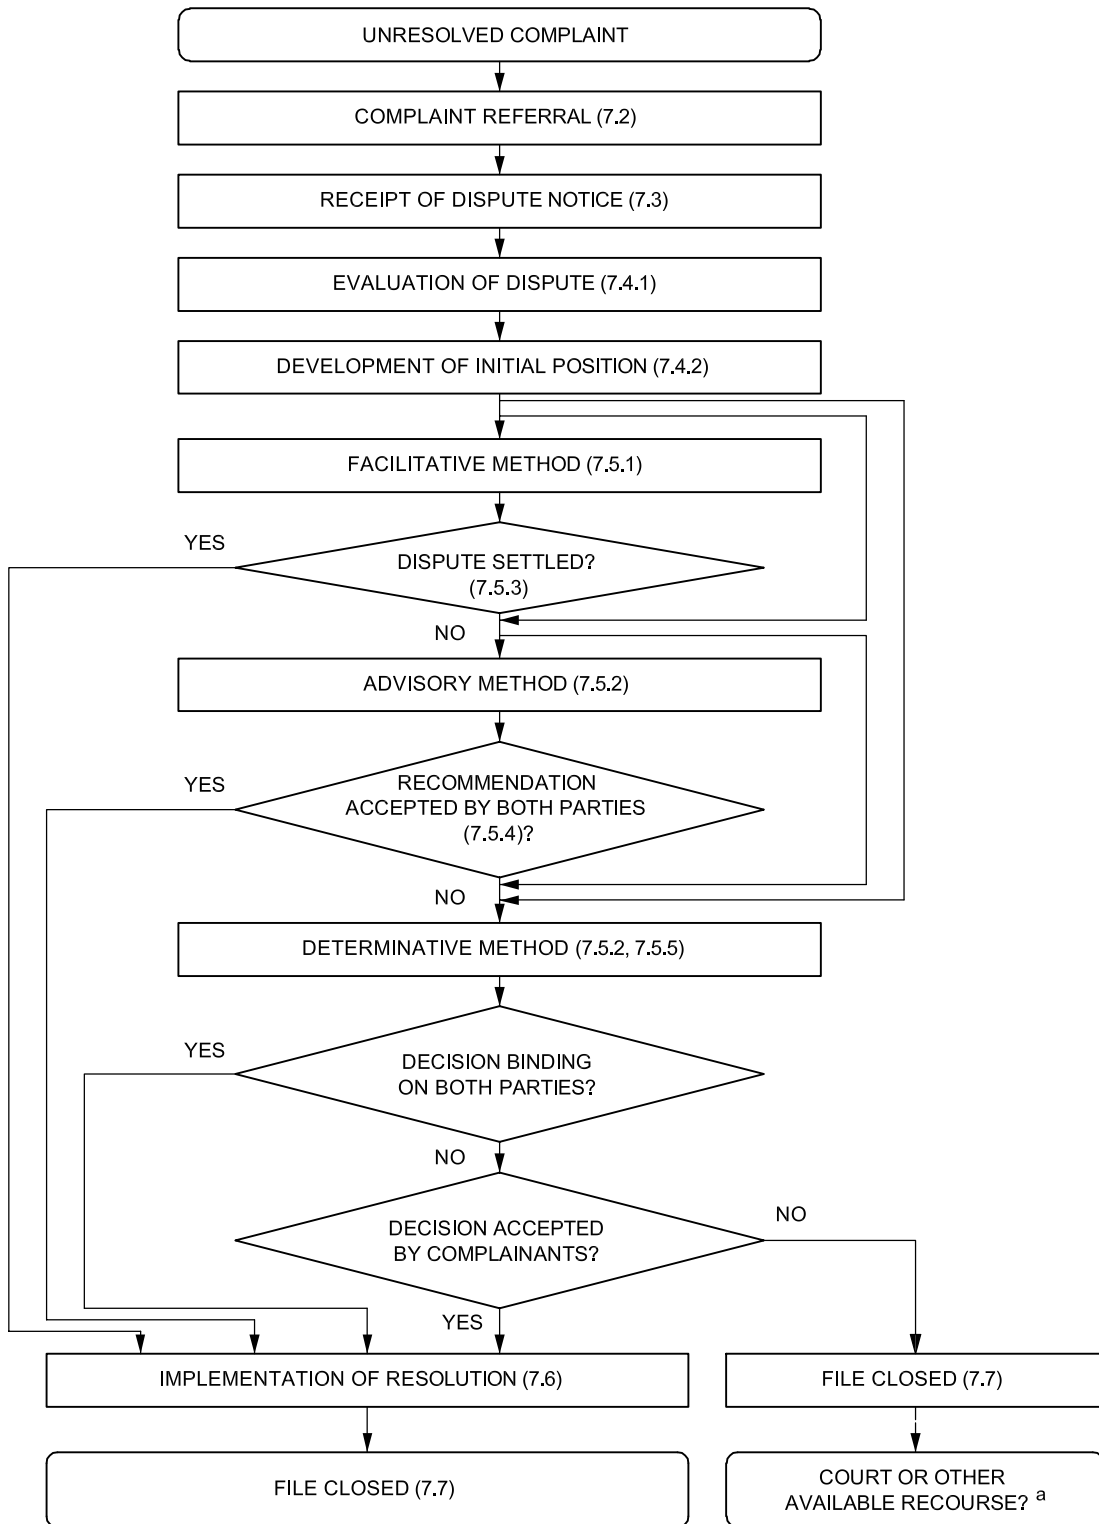 UNRESOLVED COMPLAINT
COMPLAINT REFERRAL (7.2)
RECEIPT OF DISPUTE NOTICE (7.3)
EVALUATION OF DISPUTE (7.4.1)
DEVELOPMENT OF INITIAL POSITION (7.4.2)
FACILITATIVE METHOD (7.5.1)
YES
DISPUTE SETTLED?
(7.5.3)
NO
ADVISORY METHOD (7.5.2)
YES
RECOMMENDATION
ACCEPTED BY BOTH PARTIES
(7.5.4)?
NO
DETERMINATIVE METHOD (7.5.2, 7.5.5)
YES
DECISION BINDING
ON BOTH PARTIES?
NO
DECISION ACCEPTED
BY COMPLAINANTS?
NO
YES
IMPLEMENTATION OF RESOLUTION (7.6)
FILE CLOSED (7.7)
FILE CLOSED (7.7)
COURT OR OTHER
AVAILABLE RECOURSE? a